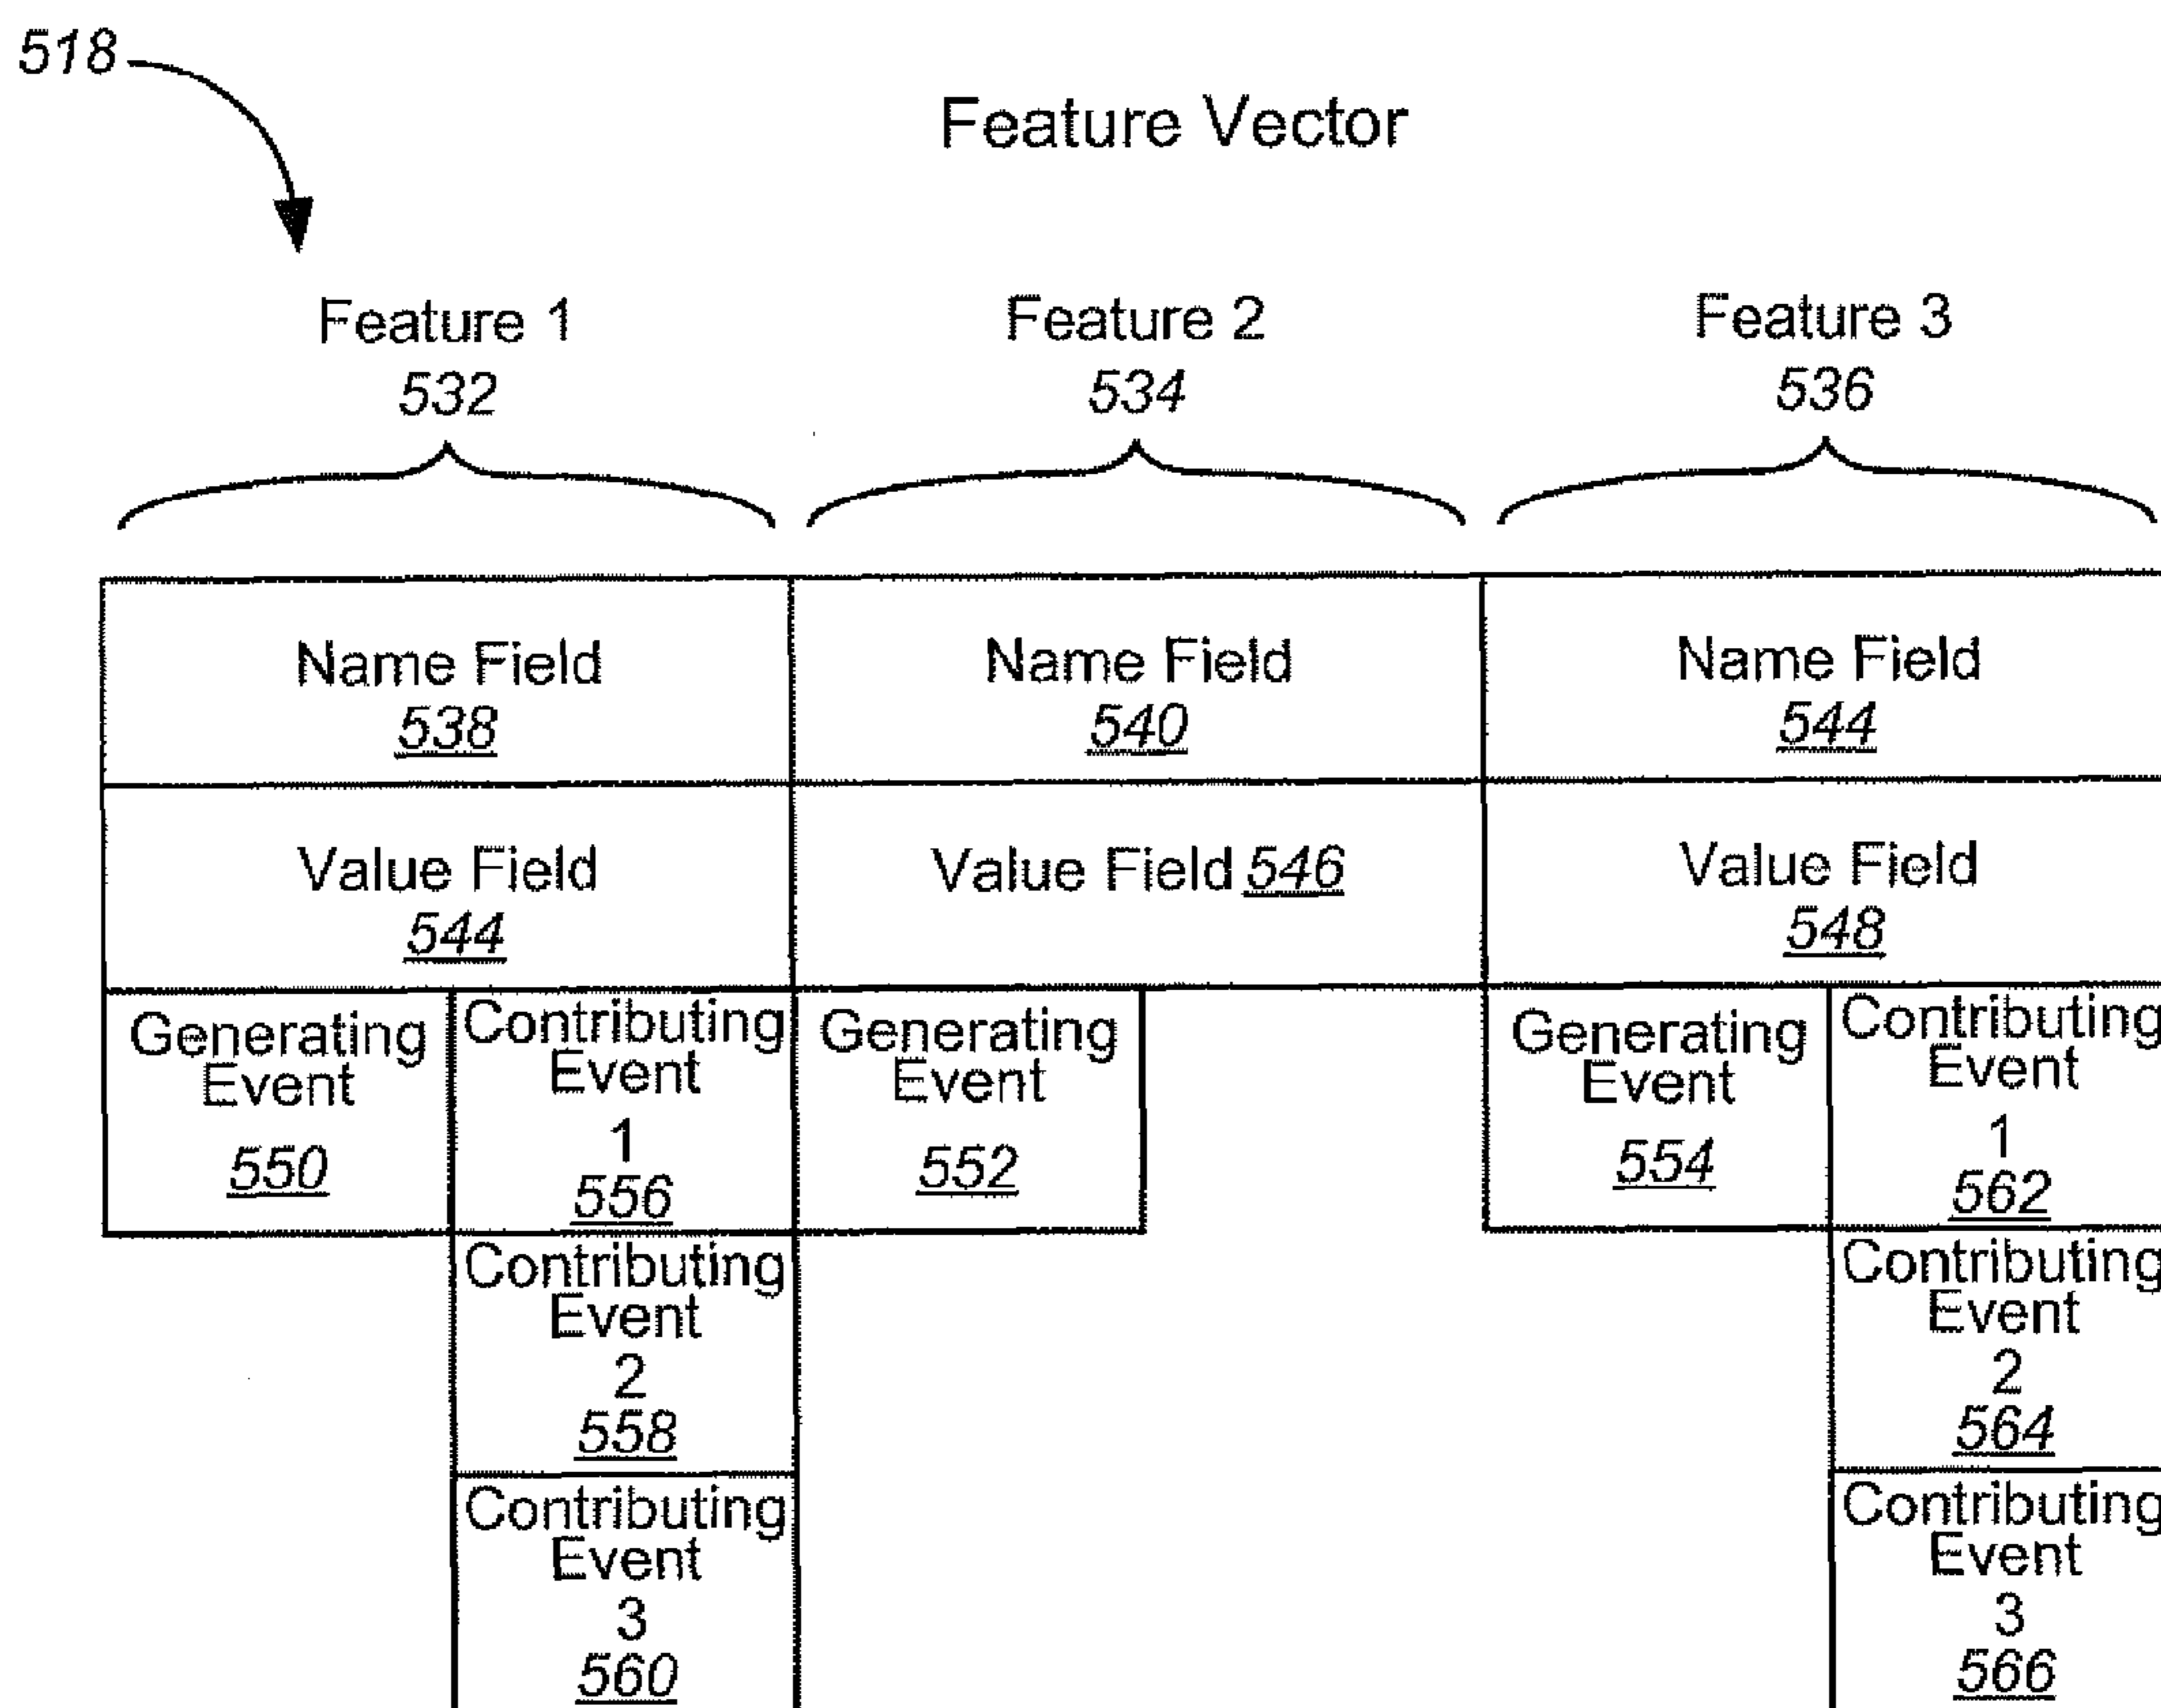 518
Feature Vector
Feature 1
532
Feature 2
534
Feature 3
536
Name Field
538
Name Field
540
Name Field
544
Value Field
544
Value Field 546
Value Field
548
Generating
Event
550
Contributing
Event
1
556
Generating
Event
552
Generating
Event
554
Contributing
Event
1
562
Contributing
Event
2
558
Contributing
Event
2
564
Contributing
Event
3
560
Contributing
Event
3
566